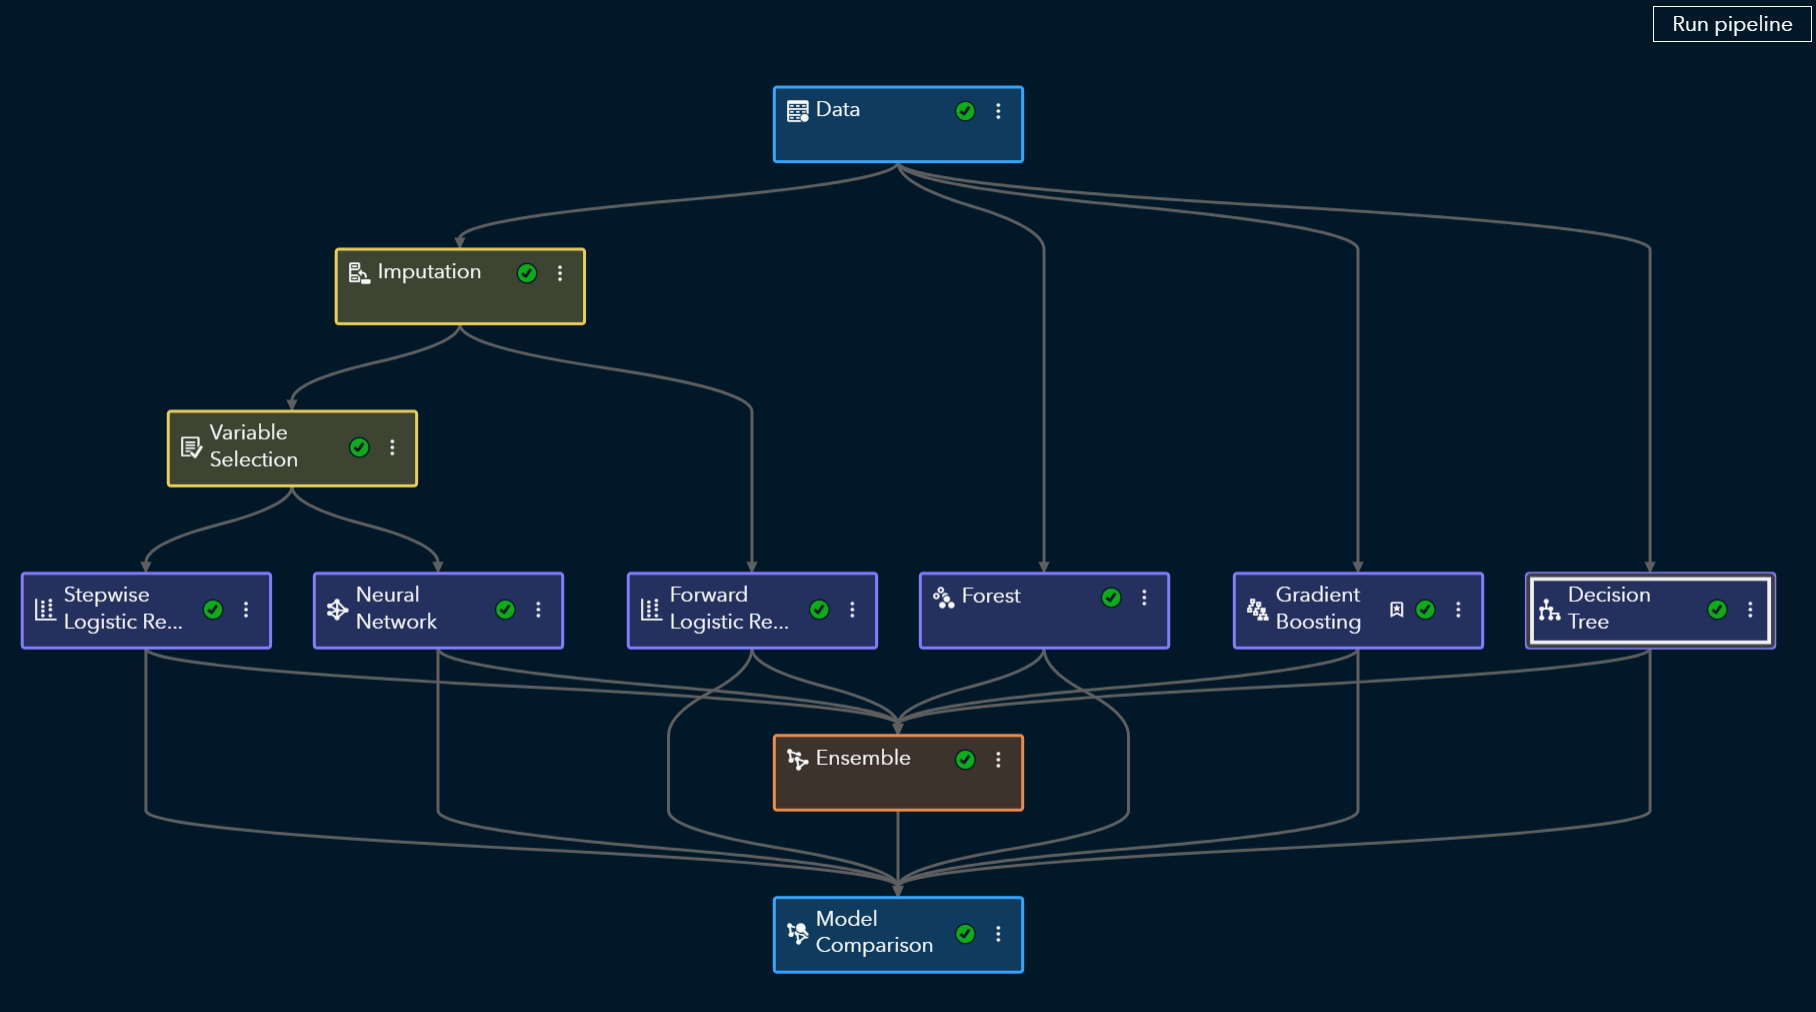 Run pipeline
Data
Imputation
Variable
Selection
Stepwise
Logistic Re...
Neural
Network
Forward
Logistic Re...
Forest
Gradient
Boosting
Decision
Tree
Ensemble
Model
Comparison